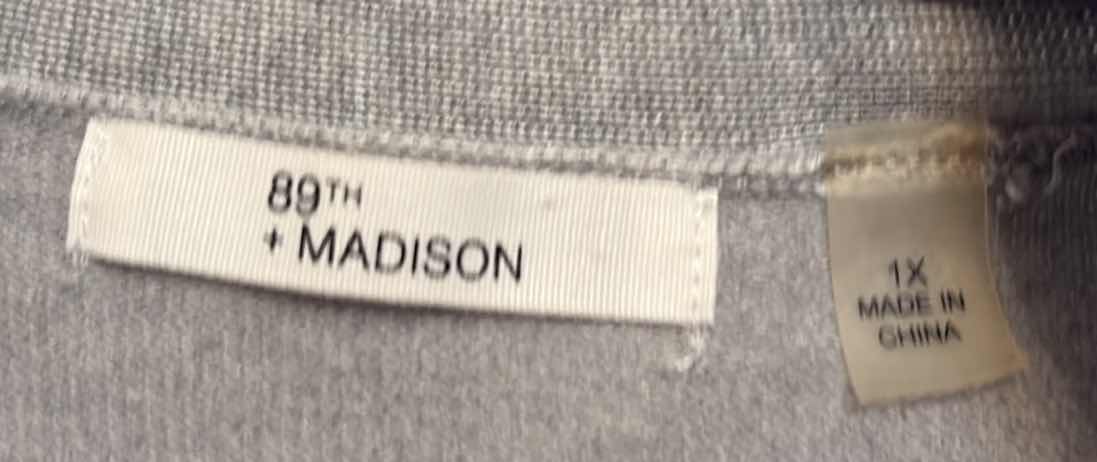 89TH
+ MADISON
1X
MADE IN
CHINA